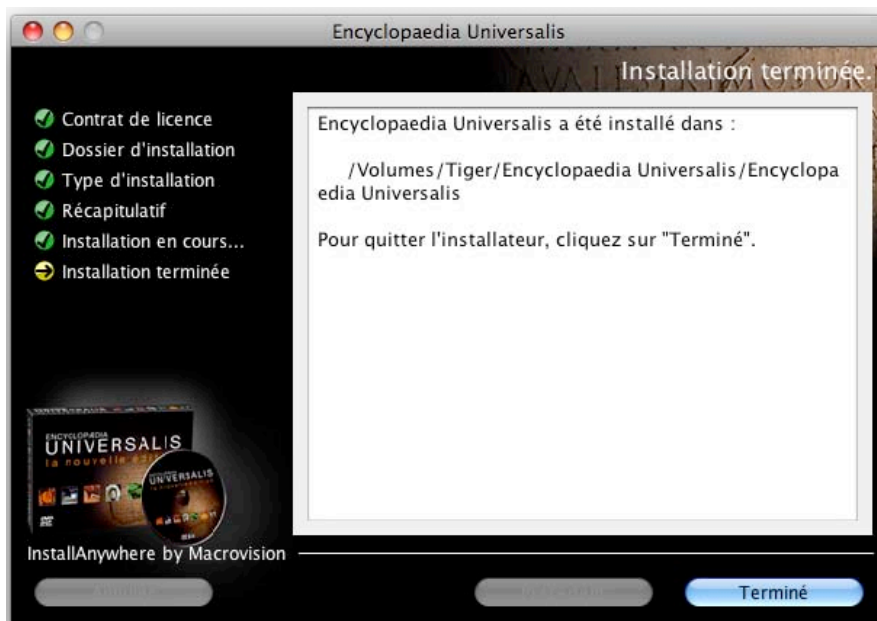 Encyclopaedia Universalis
Installation terminée.
Contrat de licence
Dossier d'installation
Type d'installation
Récapitulatif
Installation en cours...
Installation terminée
Encyclopaedia Universalis a été installé dans :
/Volumes/Tiger/Encyclopaedia Universalis/Encyclopa
edia Universalis
Pour quitter l'installateur, cliquez sur "Terminé".
ENCYCLOPÆDIA
UNIVERSALIS
la nouvelle édition
UNIVERSALIS
InstallAnywhere by Macrovision
Terminé